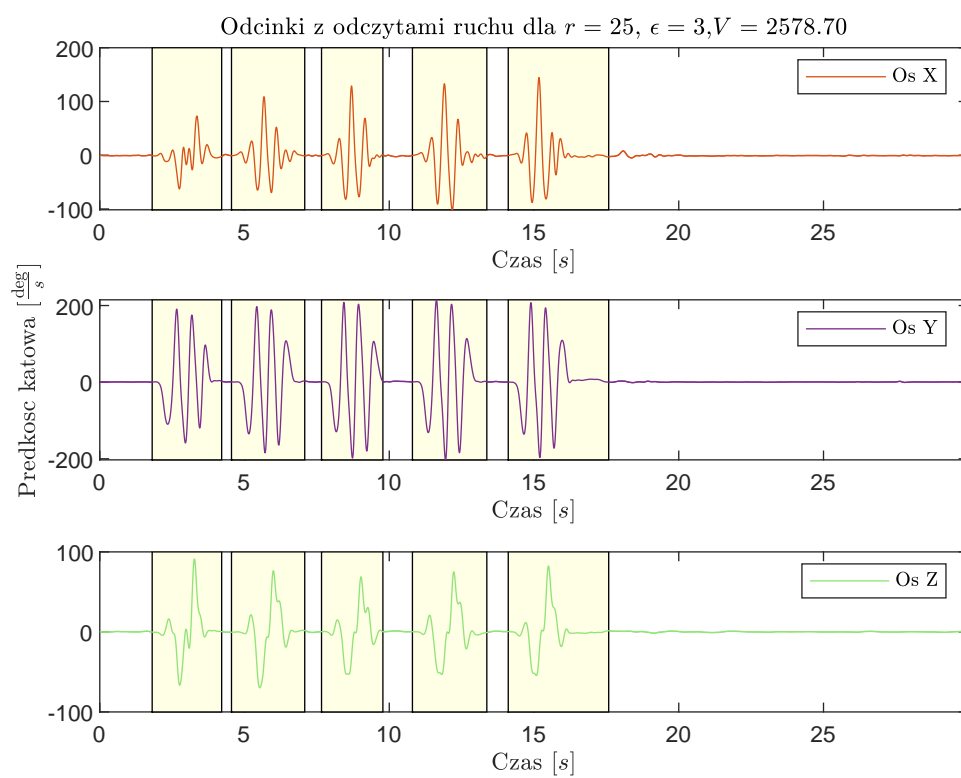 Odcinki z odczytami ruchu dla r = 25, ϵ = 3,V = 2578.70
200
100
0
-100
Os X
0 5 10 15 20 25
Czas [s]
Predkosc katowa [deg/s]
200
0
-200
Os Y
0 5 10 15 20 25
Czas [s]
100
0
-100
Os Z
0 5 10 15 20 25
Czas [s]